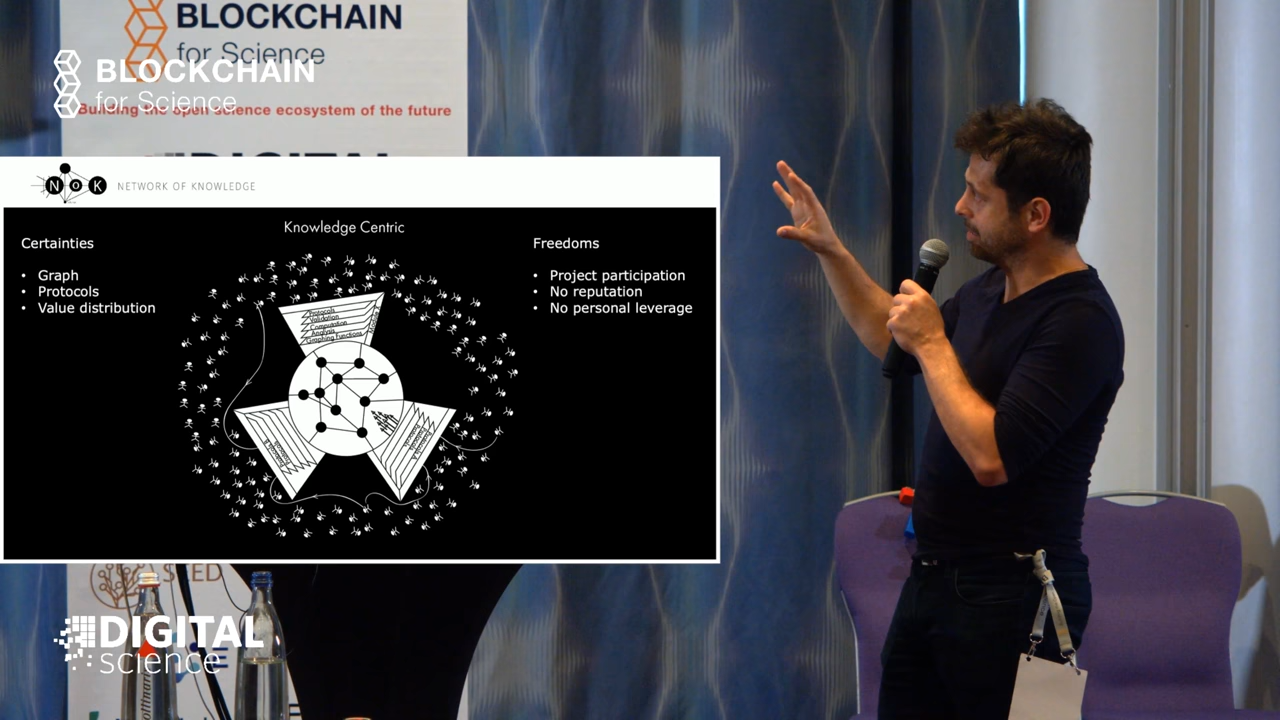 BLOCKCHAIN
for Science
BLOCKCHAIN
for Science
Building the open science ecosystem of the future
DIGITAL
NoK NETWORK OF KNOWLEDGE
Knowledge Centric
Certainties
• Graph
• Protocols
• Value distribution
Freedoms
• Project participation
• No reputation
• No personal leverage
Protocols
Validation
Computation
Analysis
Graphing Functions
DIGITAL
science